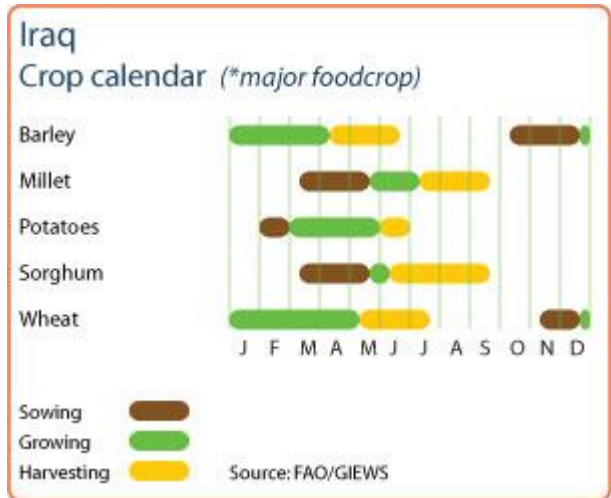 Iraq
Crop calendar (*major foodcrop)
Barley
Millet
Potatoes
Sorghum
Wheat
J F M A M J J A S O N D
Sowing
Growing
Harvesting Source: FAO/GIEWS